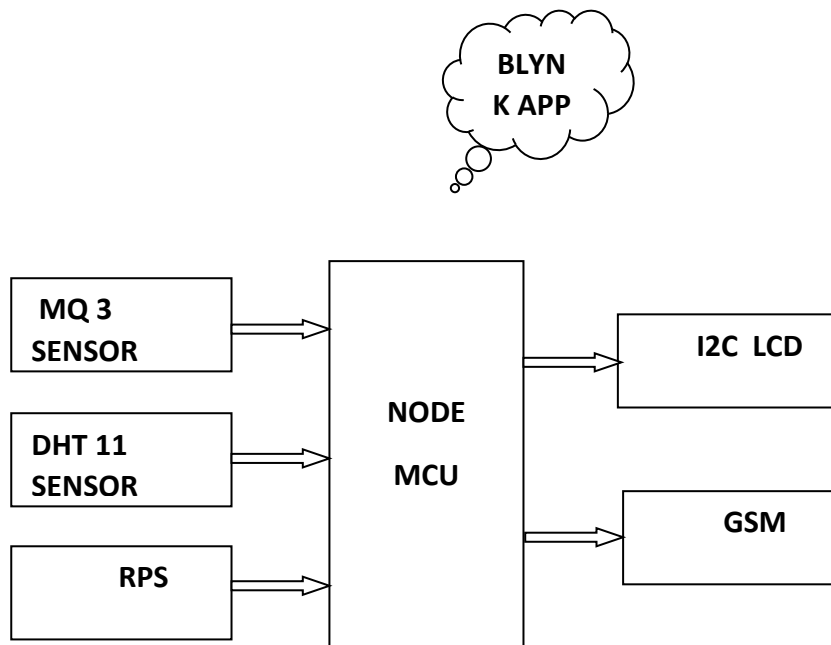 BLYN
K APP
MQ 3
SENSOR
DHT 11
SENSOR
RPS
NODE
MCU
I2C LCD
GSM